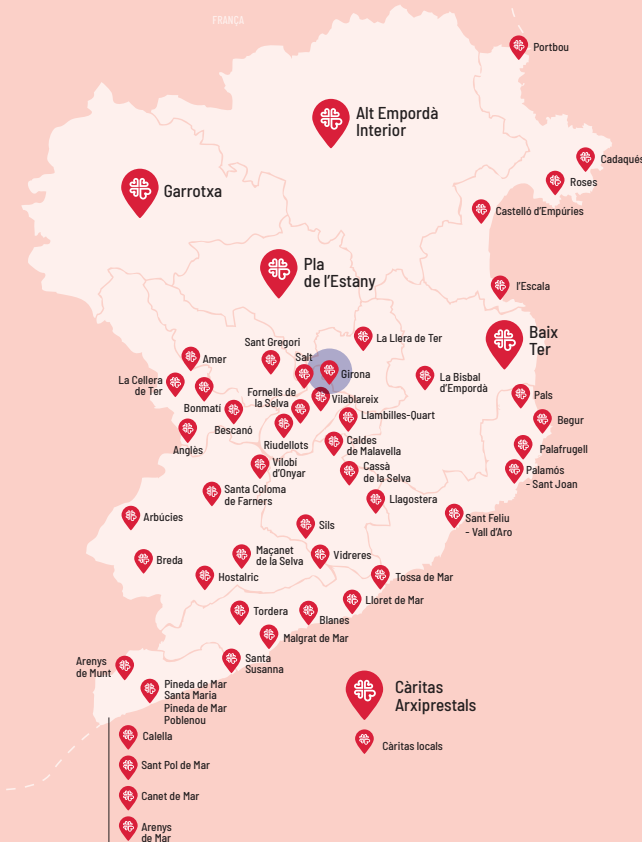 FRANÇA
Portbou
Alt Empordà
Interior
Cadaqués
Roses
Garrotxa
Castelló d'Empúries
Pla
de l'Estany
l'Escala
Baix
Ter
La Llera de Ter
Sant Gregori
Salt
Girona
Amer
La Cellera
de Ter
La Bisbal
d'Empordà
Fornells de
la Selva
Vilablareix
Pals
Bonmatí
Llambilles-Quart
Begur
Bescanó
Anglès
Riudellots
Caldes
de Malavella
Palafrugell
Vilobí
d'Onyar
Cassà
de la Selva
Palamós
- Sant Joan
Santa Coloma
de Farners
Llagostera
Arbúcies
Sils
Sant Feliu
- Vall d'Aro
Breda
Maçanet
de la Selva
Vidreres
Hostalric
Tossa de Mar
Lloret de Mar
Tordera
Blanes
Malgrat de Mar
Santa
Susanna
Arenys
de Munt
Pineda de Mar
Santa Maria
Pineda de Mar
Poblenou
Càritas
Arxiprestals
Calella
Càritas locals
Sant Pol de Mar
Canet de Mar
Arenys
de Mar